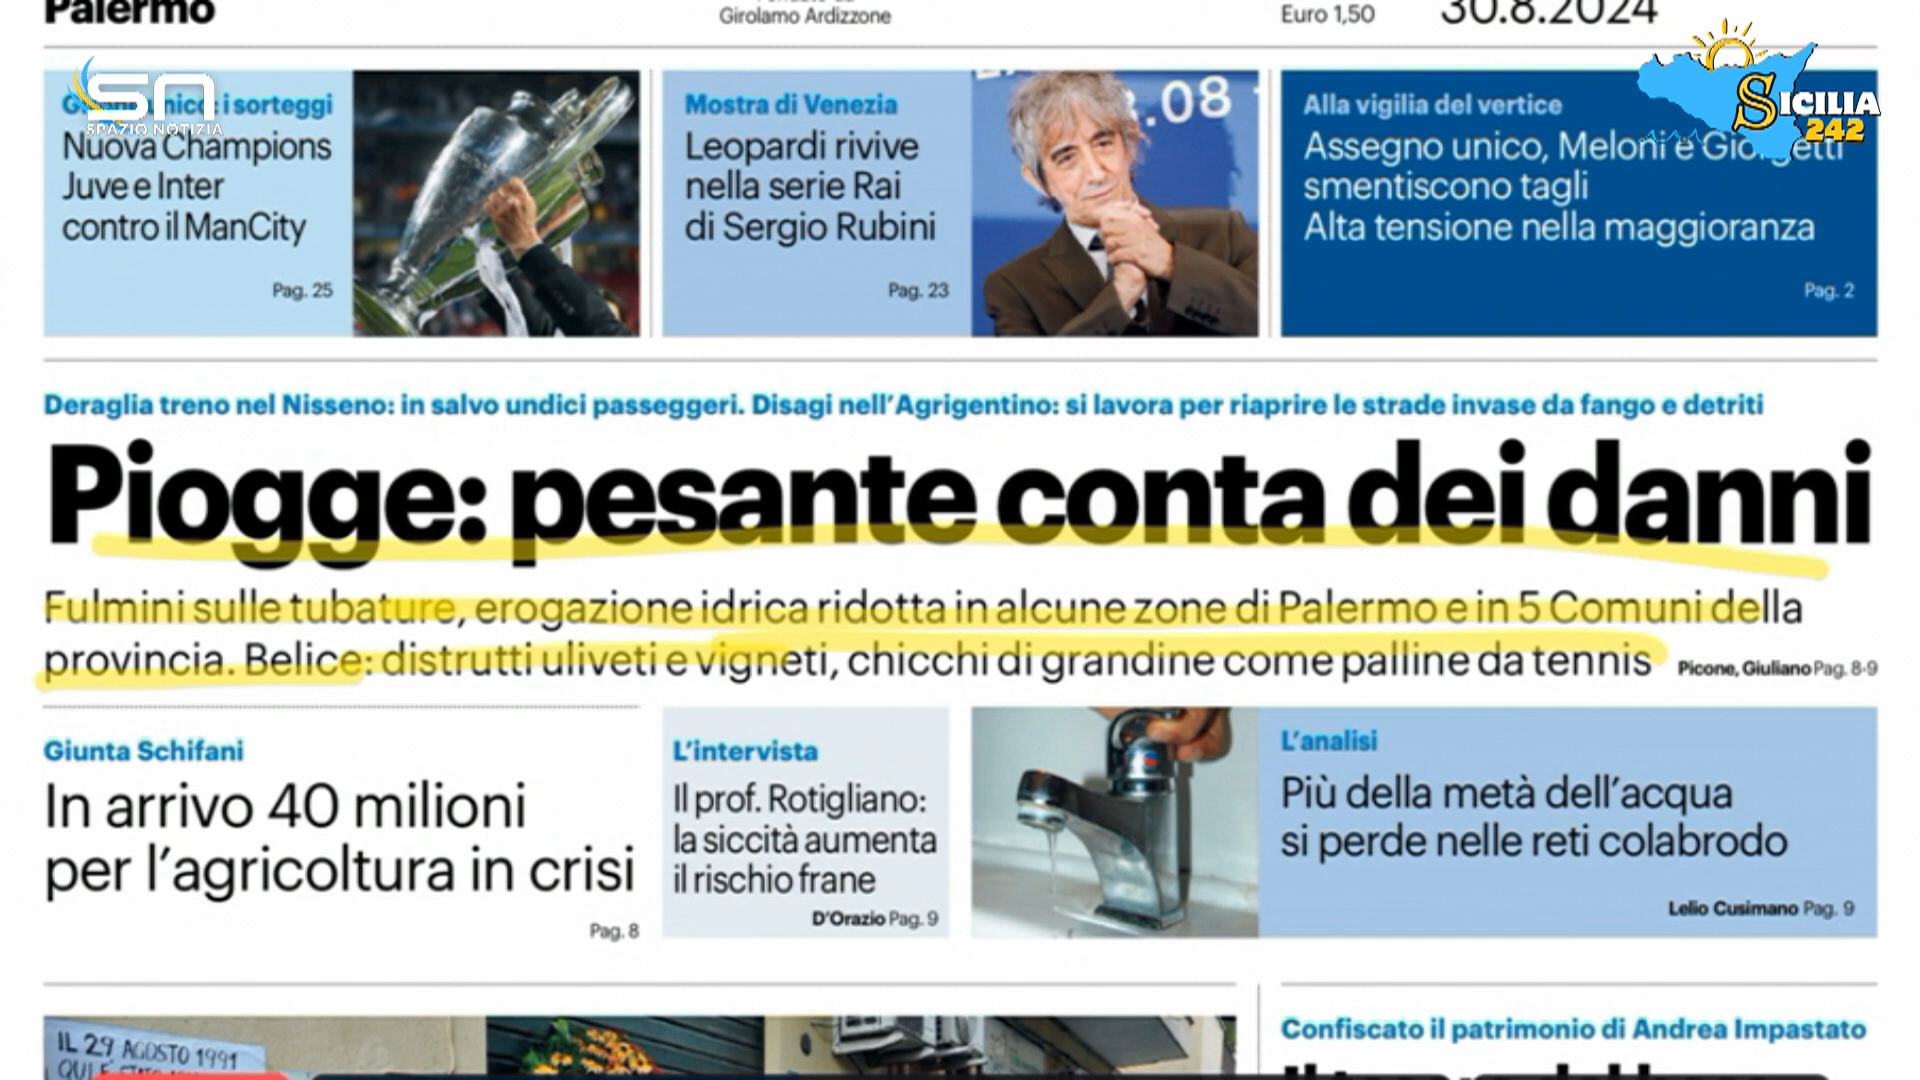 Palermo
Girolamo Ardizzone
Euro 1,50
30.8.2024
SN
SPAZIO NOTIZIA
SICILIA
242
i sorteggi
Nuova Champions
Juve e Inter
contro il ManCity
Pag. 25
Mostra di Venezia
Leopardi rivive
nella serie Rai
di Sergio Rubini
Pag. 23
.08
Alla vigilia del vertice
Assegno unico, Meloni e Giorgetti
smentiscono tagli
Alta tensione nella maggioranza
Pag. 2
Deraglia treno nel Nisseno: in salvo undici passeggeri. Disagi nell'Agrigentino: si lavora per riaprire le strade invase da fango e detriti
Piogge: pesante conta dei danni
Fulmini sulle tubature, erogazione idrica ridotta in alcune zone di Palermo e in 5 Comuni della
provincia. Belice: distrutti uliveti e vigneti, chicchi di grandine come palline da tennis Picone, Giuliano Pag. 8-9
Giunta Schifani
In arrivo 40 milioni
per l'agricoltura in crisi
Pag. 8
L'intervista
Il prof. Rotigliano:
la siccità aumenta
il rischio frane
D'Orazio Pag. 9
L'analisi
Più della metà dell'acqua
si perde nelle reti colabrodo
Lelio Cusimano Pag. 9
IL 29 AGOSTO 1991
Confiscato il patrimonio di Andrea Impastato